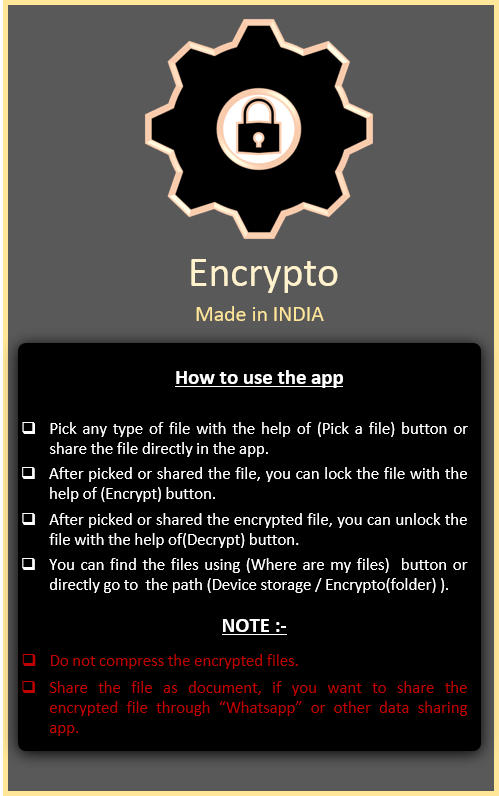 Encrypto
Made in INDIA
How to use the app
Pick any type of file with the help of (Pick a file) button or
share the file directly in the app.
After picked or shared the file, you can lock the file with the
help of (Encrypt) button.
After picked or shared the encrypted file, you can unlock the
file with the help of(Decrypt) button.
You can find the files using (Where are my files)  button or
directly go to  the path (Device storage / Encrypto(folder) ).
NOTE :-
Do not compress the encrypted files.
Share the file as document, if you want to share the
encrypted file through “Whatsapp” or other data sharing
app.